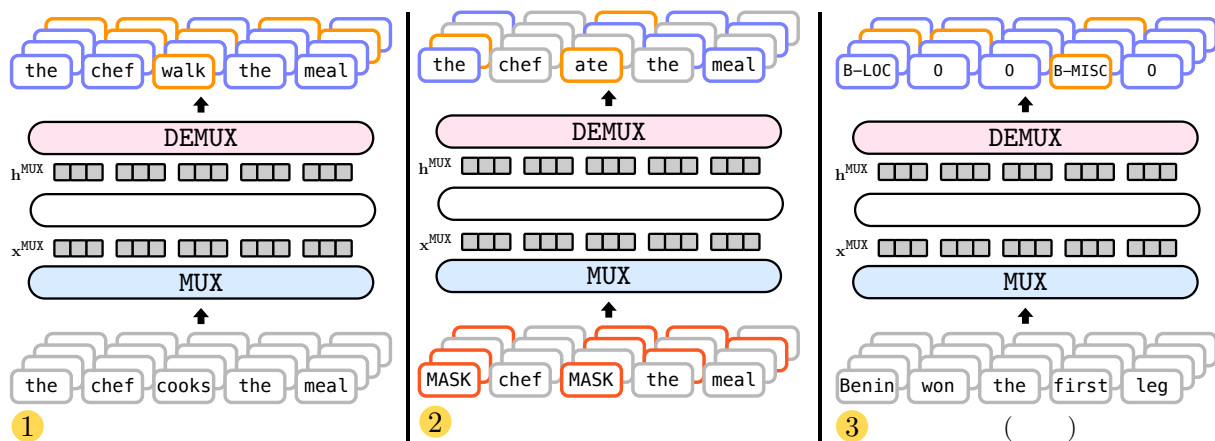 the chef walk the meal
DEMUX
h^MUX
x^MUX
MUX
the chef cooks the meal
1
the chef ate the meal
DEMUX
h^MUX
x^MUX
MUX
MASK chef MASK the meal
2
B-LOC O O B-MISC O
DEMUX
h^MUX
x^MUX
MUX
Benin won the first leg
3 ( )